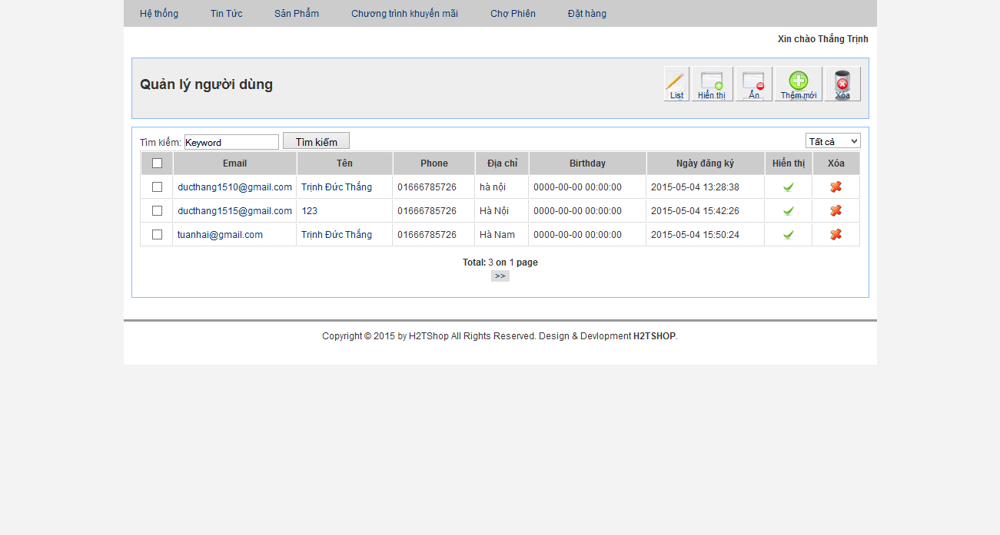 Hệ thống Tin Tức Sản Phẩm Chương trình khuyến mãi Chợ Phiên Đặt hàng
Xin chào Thắng Trịnh
Quản lý người dùng
List Hiển thị Ẩn Thêm mới Xóa
Tìm kiếm: Keyword Tìm kiếm Tất cả
Email Tên Phone Địa chỉ Birthday Ngày đăng ký Hiển thị Xóa
ducthang1510@gmail.com Trịnh Đức Thắng 01666785726 hà nội 0000-00-00 00:00:00 2015-05-04 13:28:38
ducthang1515@gmail.com 123 01666785726 Hà Nội 0000-00-00 00:00:00 2015-05-04 15:42:26
tuanhai@gmail.com Trịnh Đức Thắng 01666785726 Hà Nam 0000-00-00 00:00:00 2015-05-04 15:50:24
Total: 3 on 1 page
>>
Copyright © 2015 by H2TShop All Rights Reserved. Design & Devlopment H2TSHOP.